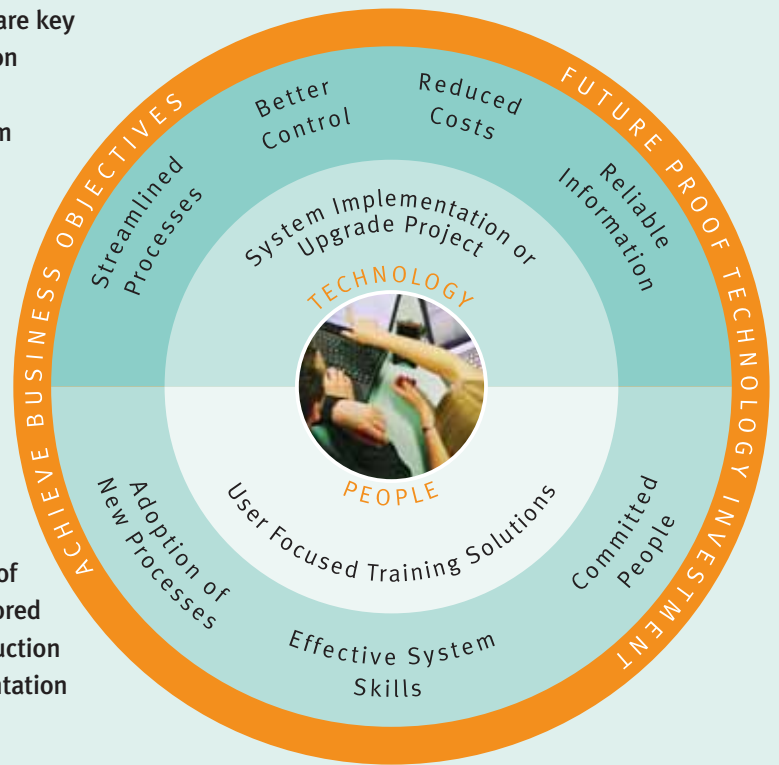 are key
on
m
of
ored
uction
ntation
ACHIEVE BUSINESS OBJECTIVES
FUTURE PROOF TECHNOLOGY INVESTMENT
Streamlined
Processes
Better
Control
Reduced
Costs
Reliable
Information
System Implementation or
Upgrade Project
TECHNOLOGY
PEOPLE
User Focused Training Solutions
Adoption of
New Processes
Effective System
Skills
Committed
People